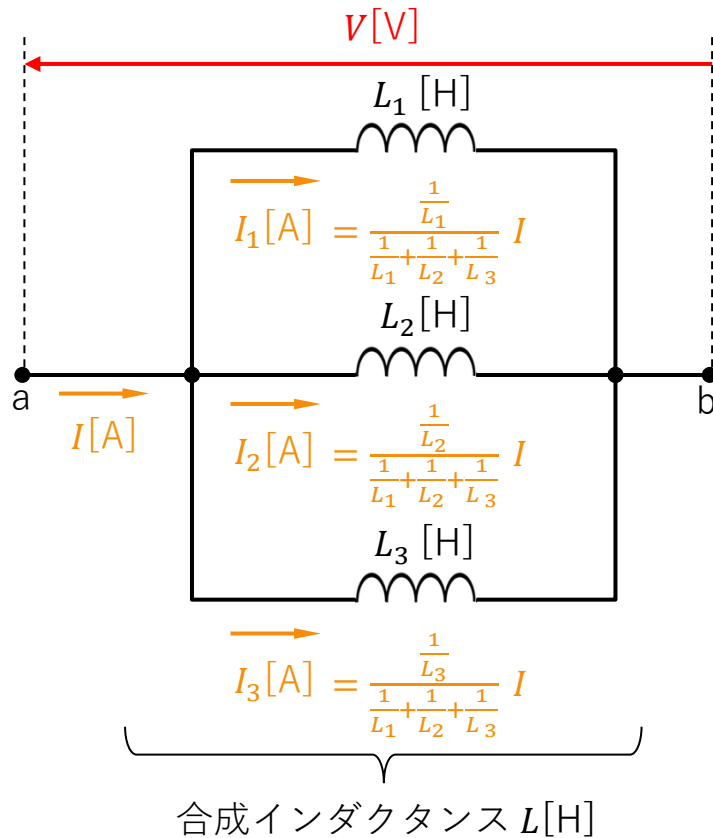 V[V]
L₁ [H]
I₁[A] = (1/L₁)/(1/L₁+1/L₂+1/L₃) I
L₂[H]
a
b
I[A]
I₂[A] = (1/L₂)/(1/L₁+1/L₂+1/L₃) I
L₃ [H]
I₃[A] = (1/L₃)/(1/L₁+1/L₂+1/L₃) I
合成インダクタンス L[H]